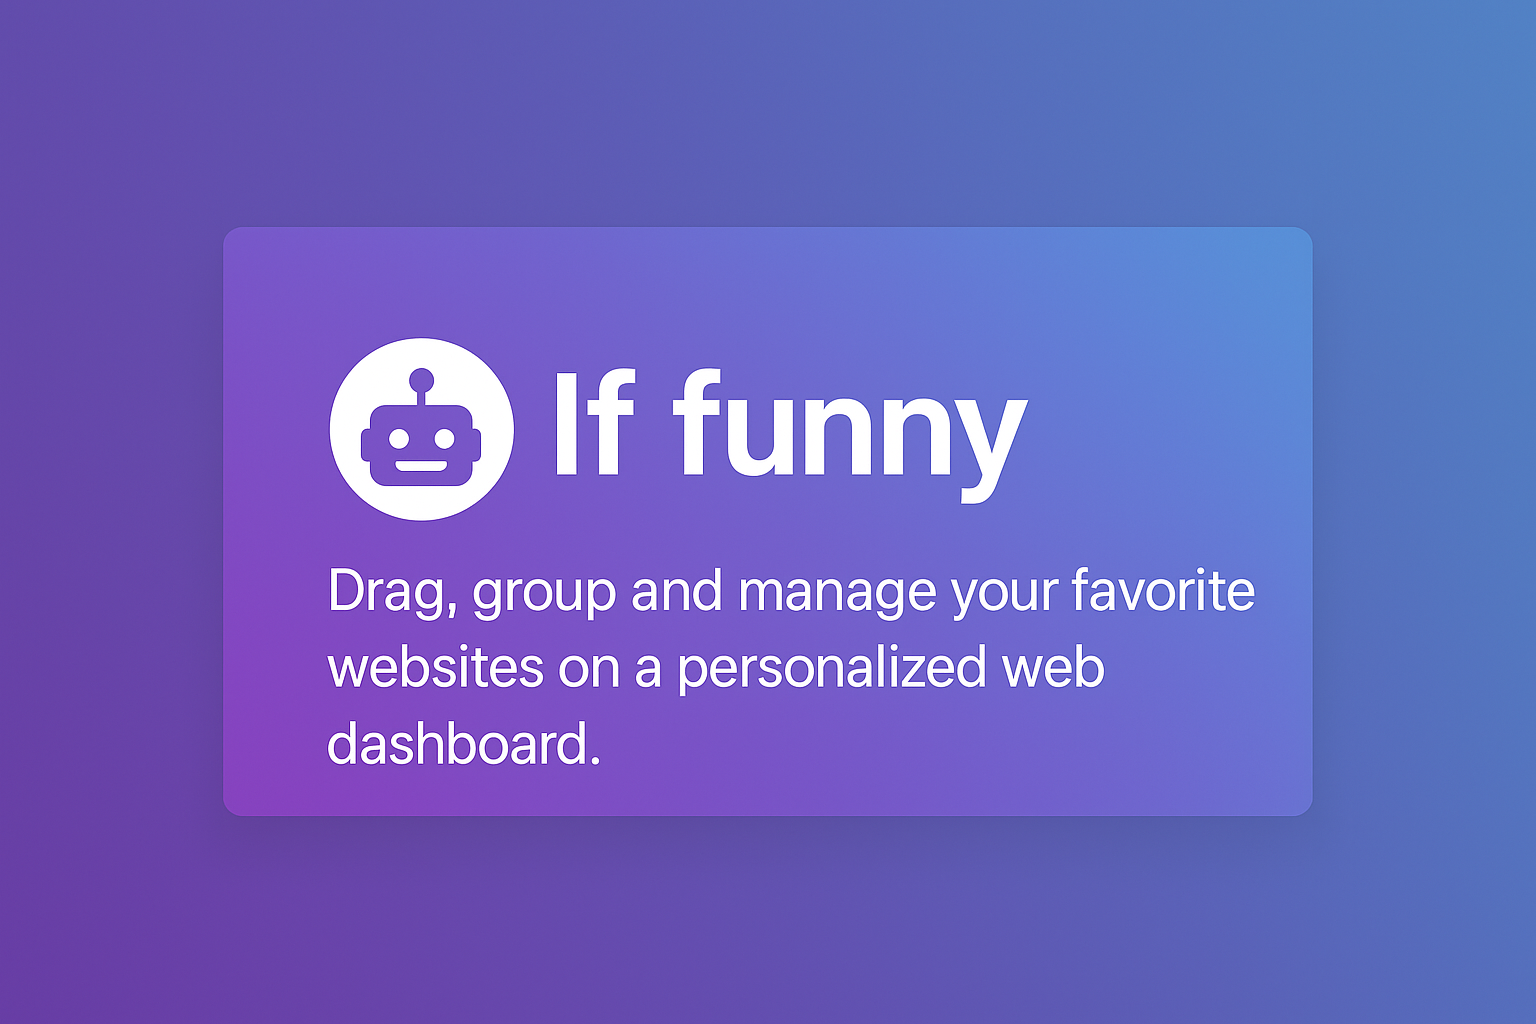 If funny
Drag, group and manage your favorite
websites on a personalized web
dashboard.